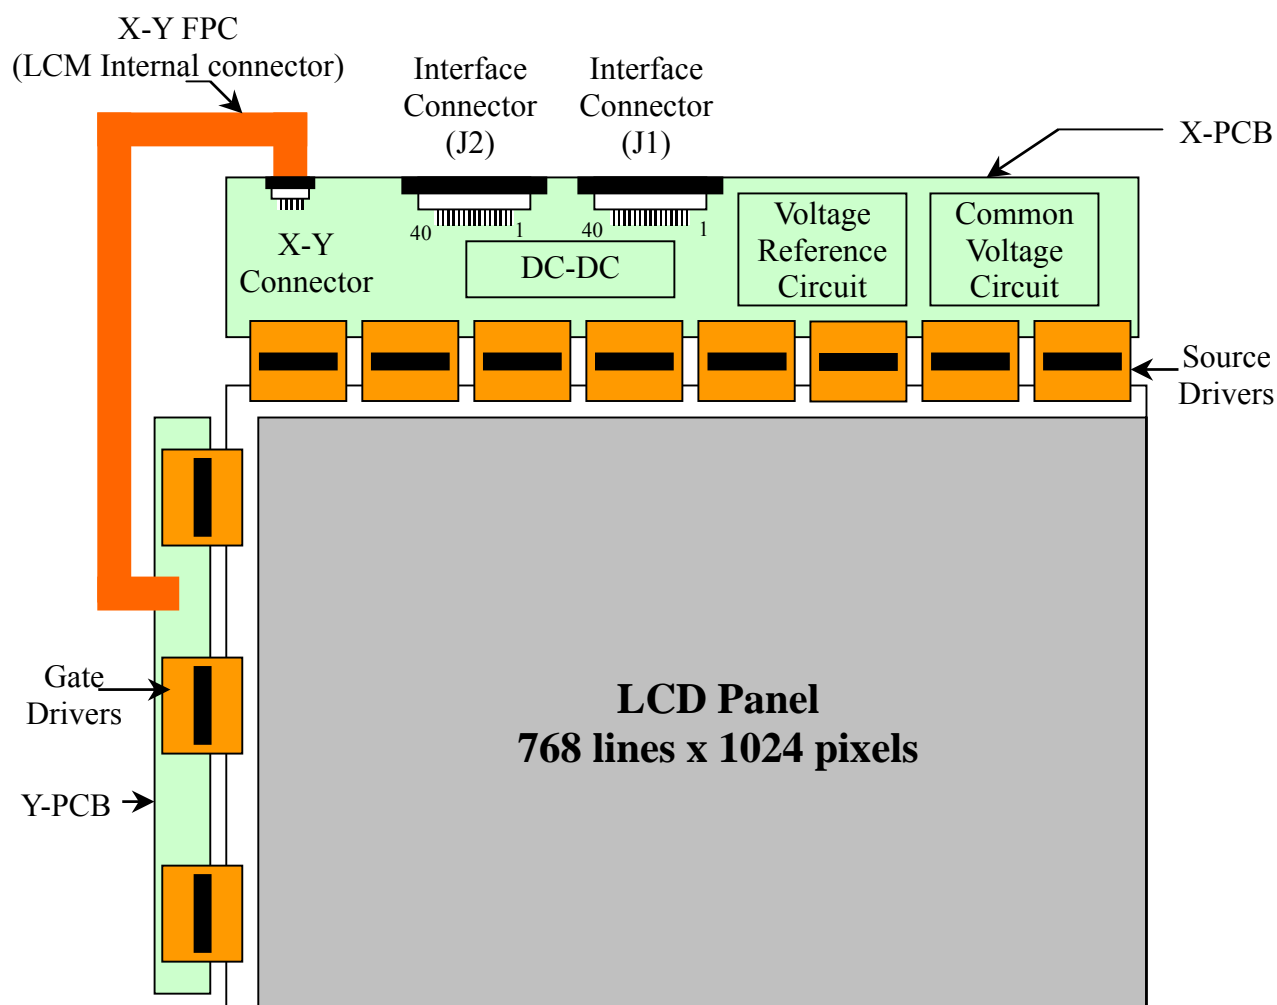 X-Y FPC
(LCM Internal connector)
Interface
Connector
(J2)
Interface
Connector
(J1)
X-PCB
40
1
40
1
X-Y
Connector
DC-DC
Voltage
Reference
Circuit
Common
Voltage
Circuit
Source
Drivers
Gate
Drivers
LCD Panel
768 lines x 1024 pixels
Y-PCB